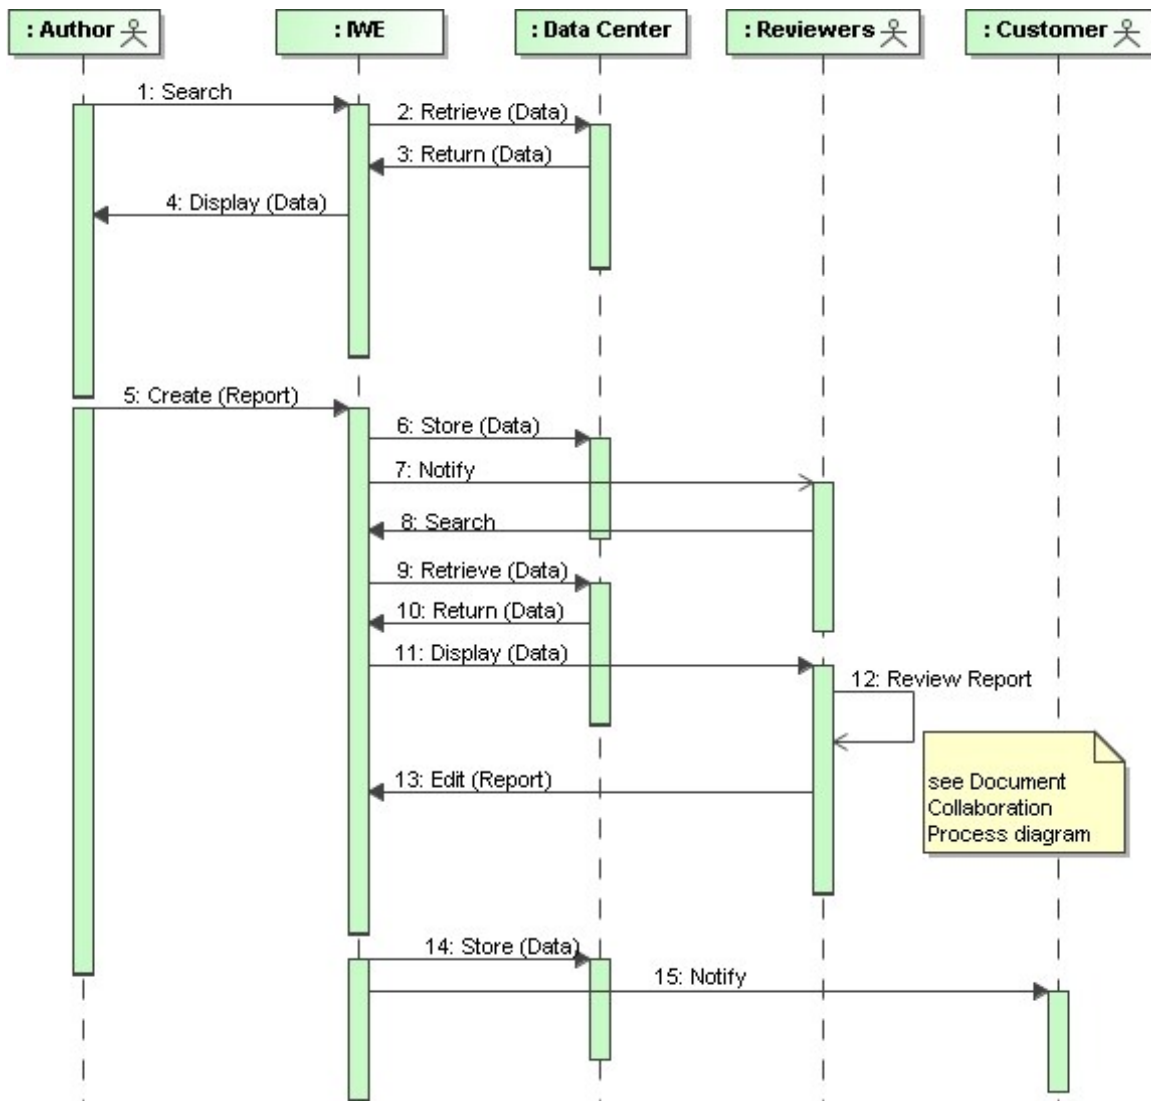 : Author
: IWE
: Data Center
: Reviewers
: Customer
1: Search
2: Retrieve (Data)
3: Return (Data)
4: Display (Data)
5: Create (Report)
6: Store (Data)
7: Notify
8: Search
9: Retrieve (Data)
10: Return (Data)
11: Display (Data)
12: Review Report
see Document
Collaboration
Process diagram
13: Edit (Report)
14: Store (Data)
15: Notify